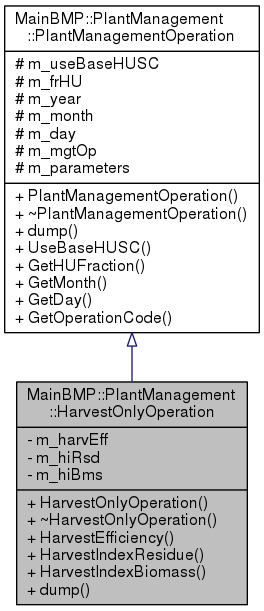 MainBMP::PlantManagement
::PlantManagementOperation
# m_useBaseHUSC
# m_frHU
# m_year
# m_month
# m_day
# m_mgtOp
# m_parameters
+ PlantManagementOperation()
+ ~PlantManagementOperation()
+ dump()
+ UseBaseHUSC()
+ GetHUFraction()
+ GetMonth()
+ GetDay()
+ GetOperationCode()
MainBMP::PlantManagement
::HarvestOnlyOperation
- m_harvEff
- m_hiRsd
- m_hiBms
+ HarvestOnlyOperation()
+ ~HarvestOnlyOperation()
+ HarvestEfficiency()
+ HarvestIndexResidue()
+ HarvestIndexBiomass()
+ dump()